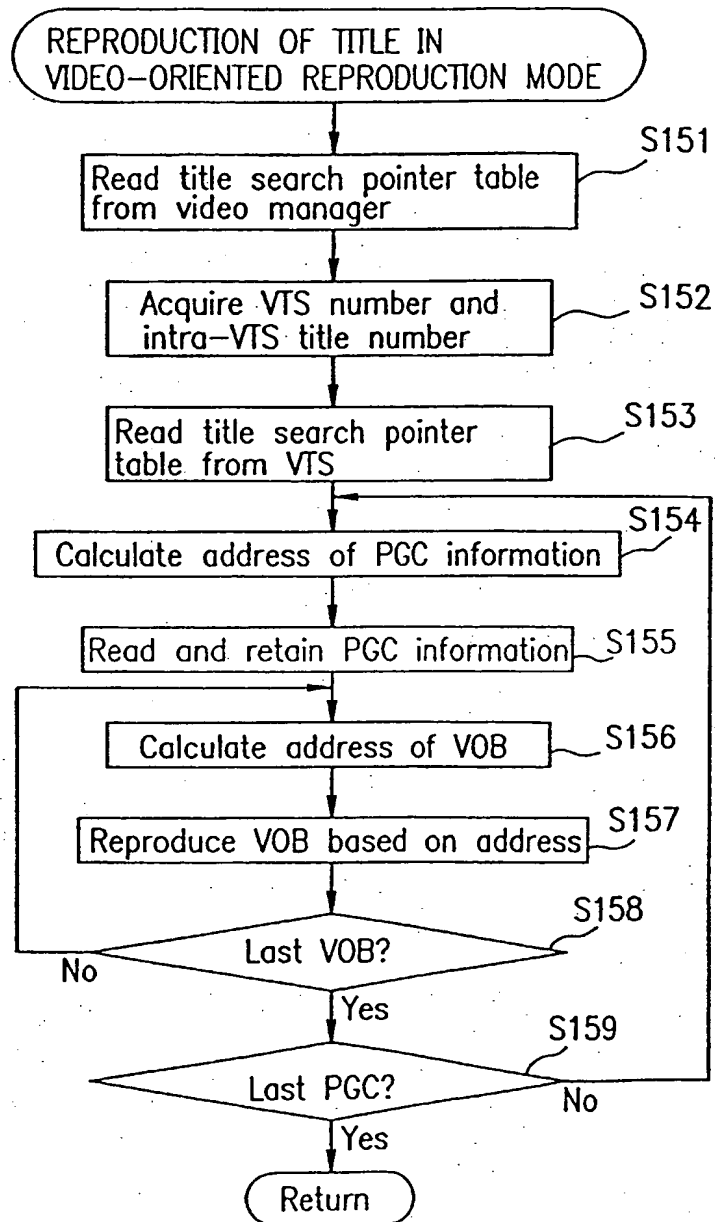 REPRODUCTION OF TITLE IN
VIDEO-ORIENTED REPRODUCTION MODE
S151
Read title search pointer table
from video manager
S152
Acquire VTS number and
intra-VTS title number
S153
Read title search pointer
table from VTS
S154
Calculate address of PGC information
Read and retain PGC information
S155
Calculate address of VOB
S156
Reproduce VOB based on address
S157
S158
Last VOB?
No
Yes
S159
Last PGC?
No
Yes
Return